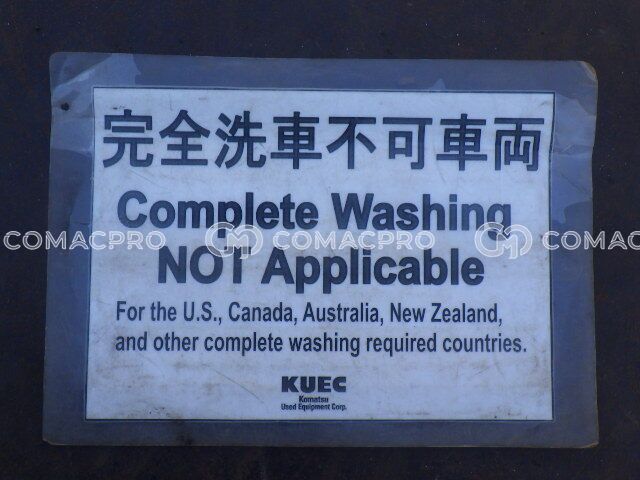 完全洗車不可車両
Complete Washing
COMACPRO COMACPRO COMACPRO
NOT Applicable
For the U.S., Canada, Australia, New Zealand,
and other complete washing required countries.
KUEC
Komatsu
Used Equipment Corp.